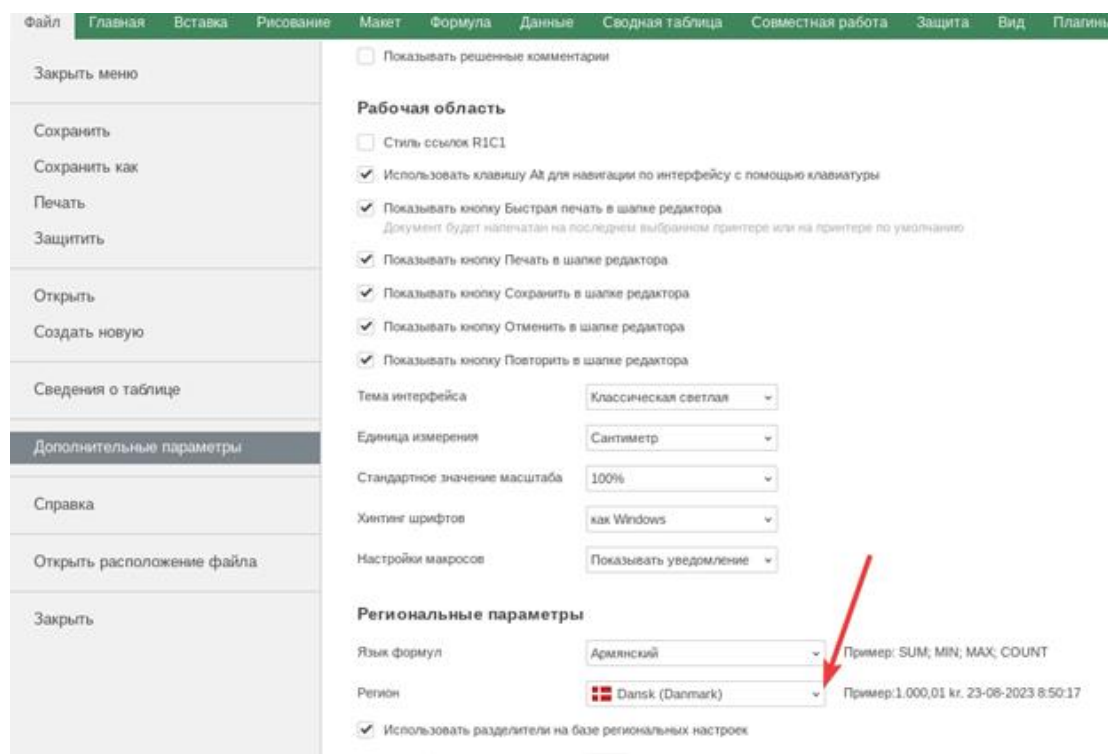 Файл Главная Вставка Рисование Макет Формула Данные Сводная таблица Совместная работа Защита Вид Плагины
Закрыть меню
Сохранить
Сохранить как
Печать
Защитить
Открыть
Создать новую
Сведения о таблице
Дополнительные параметры
Справка
Открыть расположение файла
Закрыть
Показывать решенные комментарии
Рабочая область
Стиль ссылок R1C1
Использовать клавишу Alt для навигации по интерфейсу с помощью клавиатуры
Показывать кнопку Быстрая печать в шапке редактора
Документ будет напечатан на последнем выбранном принтере или на принтере по умолчанию
Показывать кнопку Печать в шапке редактора
Показывать кнопку Сохранить в шапке редактора
Показывать кнопку Отменить в шапке редактора
Показывать кнопку Повторить в шапке редактора
Тема интерфейса Классическая светлая
Единица измерения Сантиметр
Стандартное значение масштаба 100%
Хинтинг шрифтов как Windows
Настройки макросов Показывать уведомление
Региональные параметры
Язык формул Армянский Пример: SUM; MIN; MAX; COUNT
Регион Dansk (Danmark) Пример:1.000,01 kr. 23-08-2023 8:50:17
Использовать разделители на базе региональных настроек